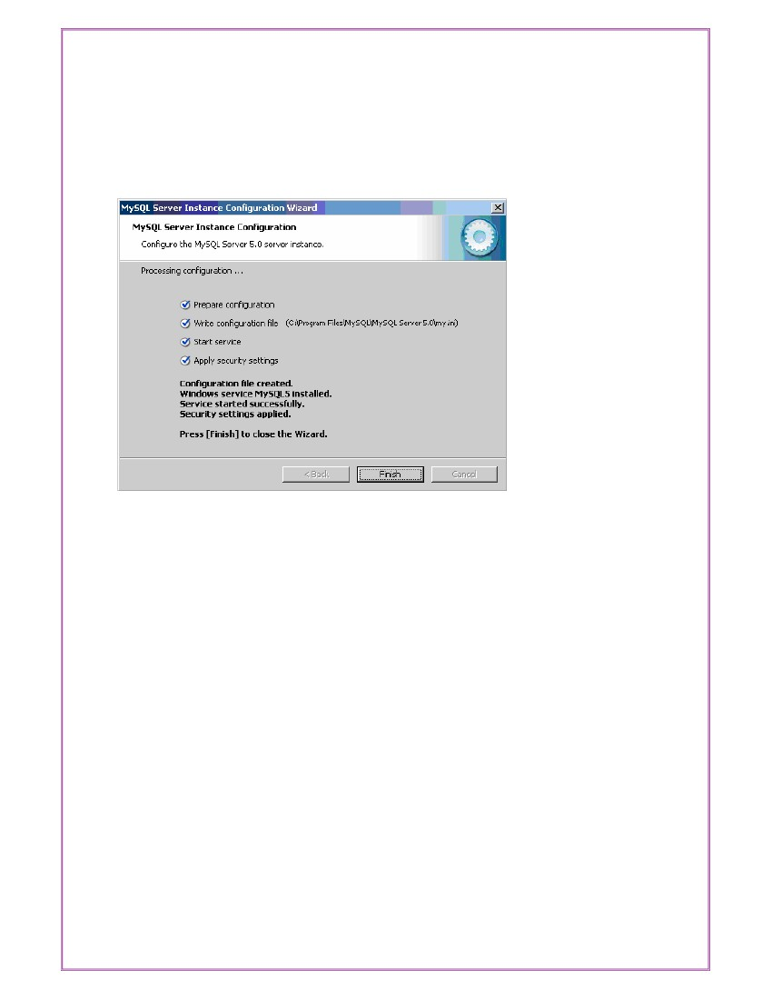 MySQL Server Instance Configuration Wizard
MySQL Server Instance Configuration
Configure the MySQL Server 5.0 server instance.
Processing configuration ...
Prepare configuration
Write configuration file (C:\Program Files\MySQL\MySQL Server 5.0\my.ini)
Start service
Apply security settings
Configuration file created.
Windows service MySQL5 installed.
Service started successfully.
Security settings applied.
Press [Finish] to close the Wizard.
< Back Finish Cancel